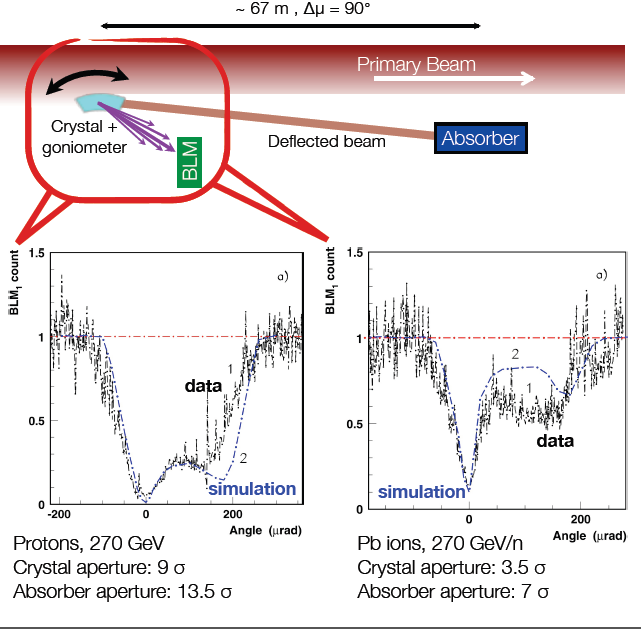 ~ 67 m , Δμ = 90°
Primary Beam
Crystal +
goniometer
BLM
Deflected beam
Absorber
1.5
1
0.5
0
-200
0
200
BLM1 count
Angle (μrad)
a)
data
1
2
simulation
1.5
1
0.5
0
0
200
BLM1 count
Angle (μrad)
a)
2
1
data
simulation
Protons, 270 GeV
Crystal aperture: 9 σ
Absorber aperture: 13.5 σ
Pb ions, 270 GeV/n
Crystal aperture: 3.5 σ
Absorber aperture: 7 σ